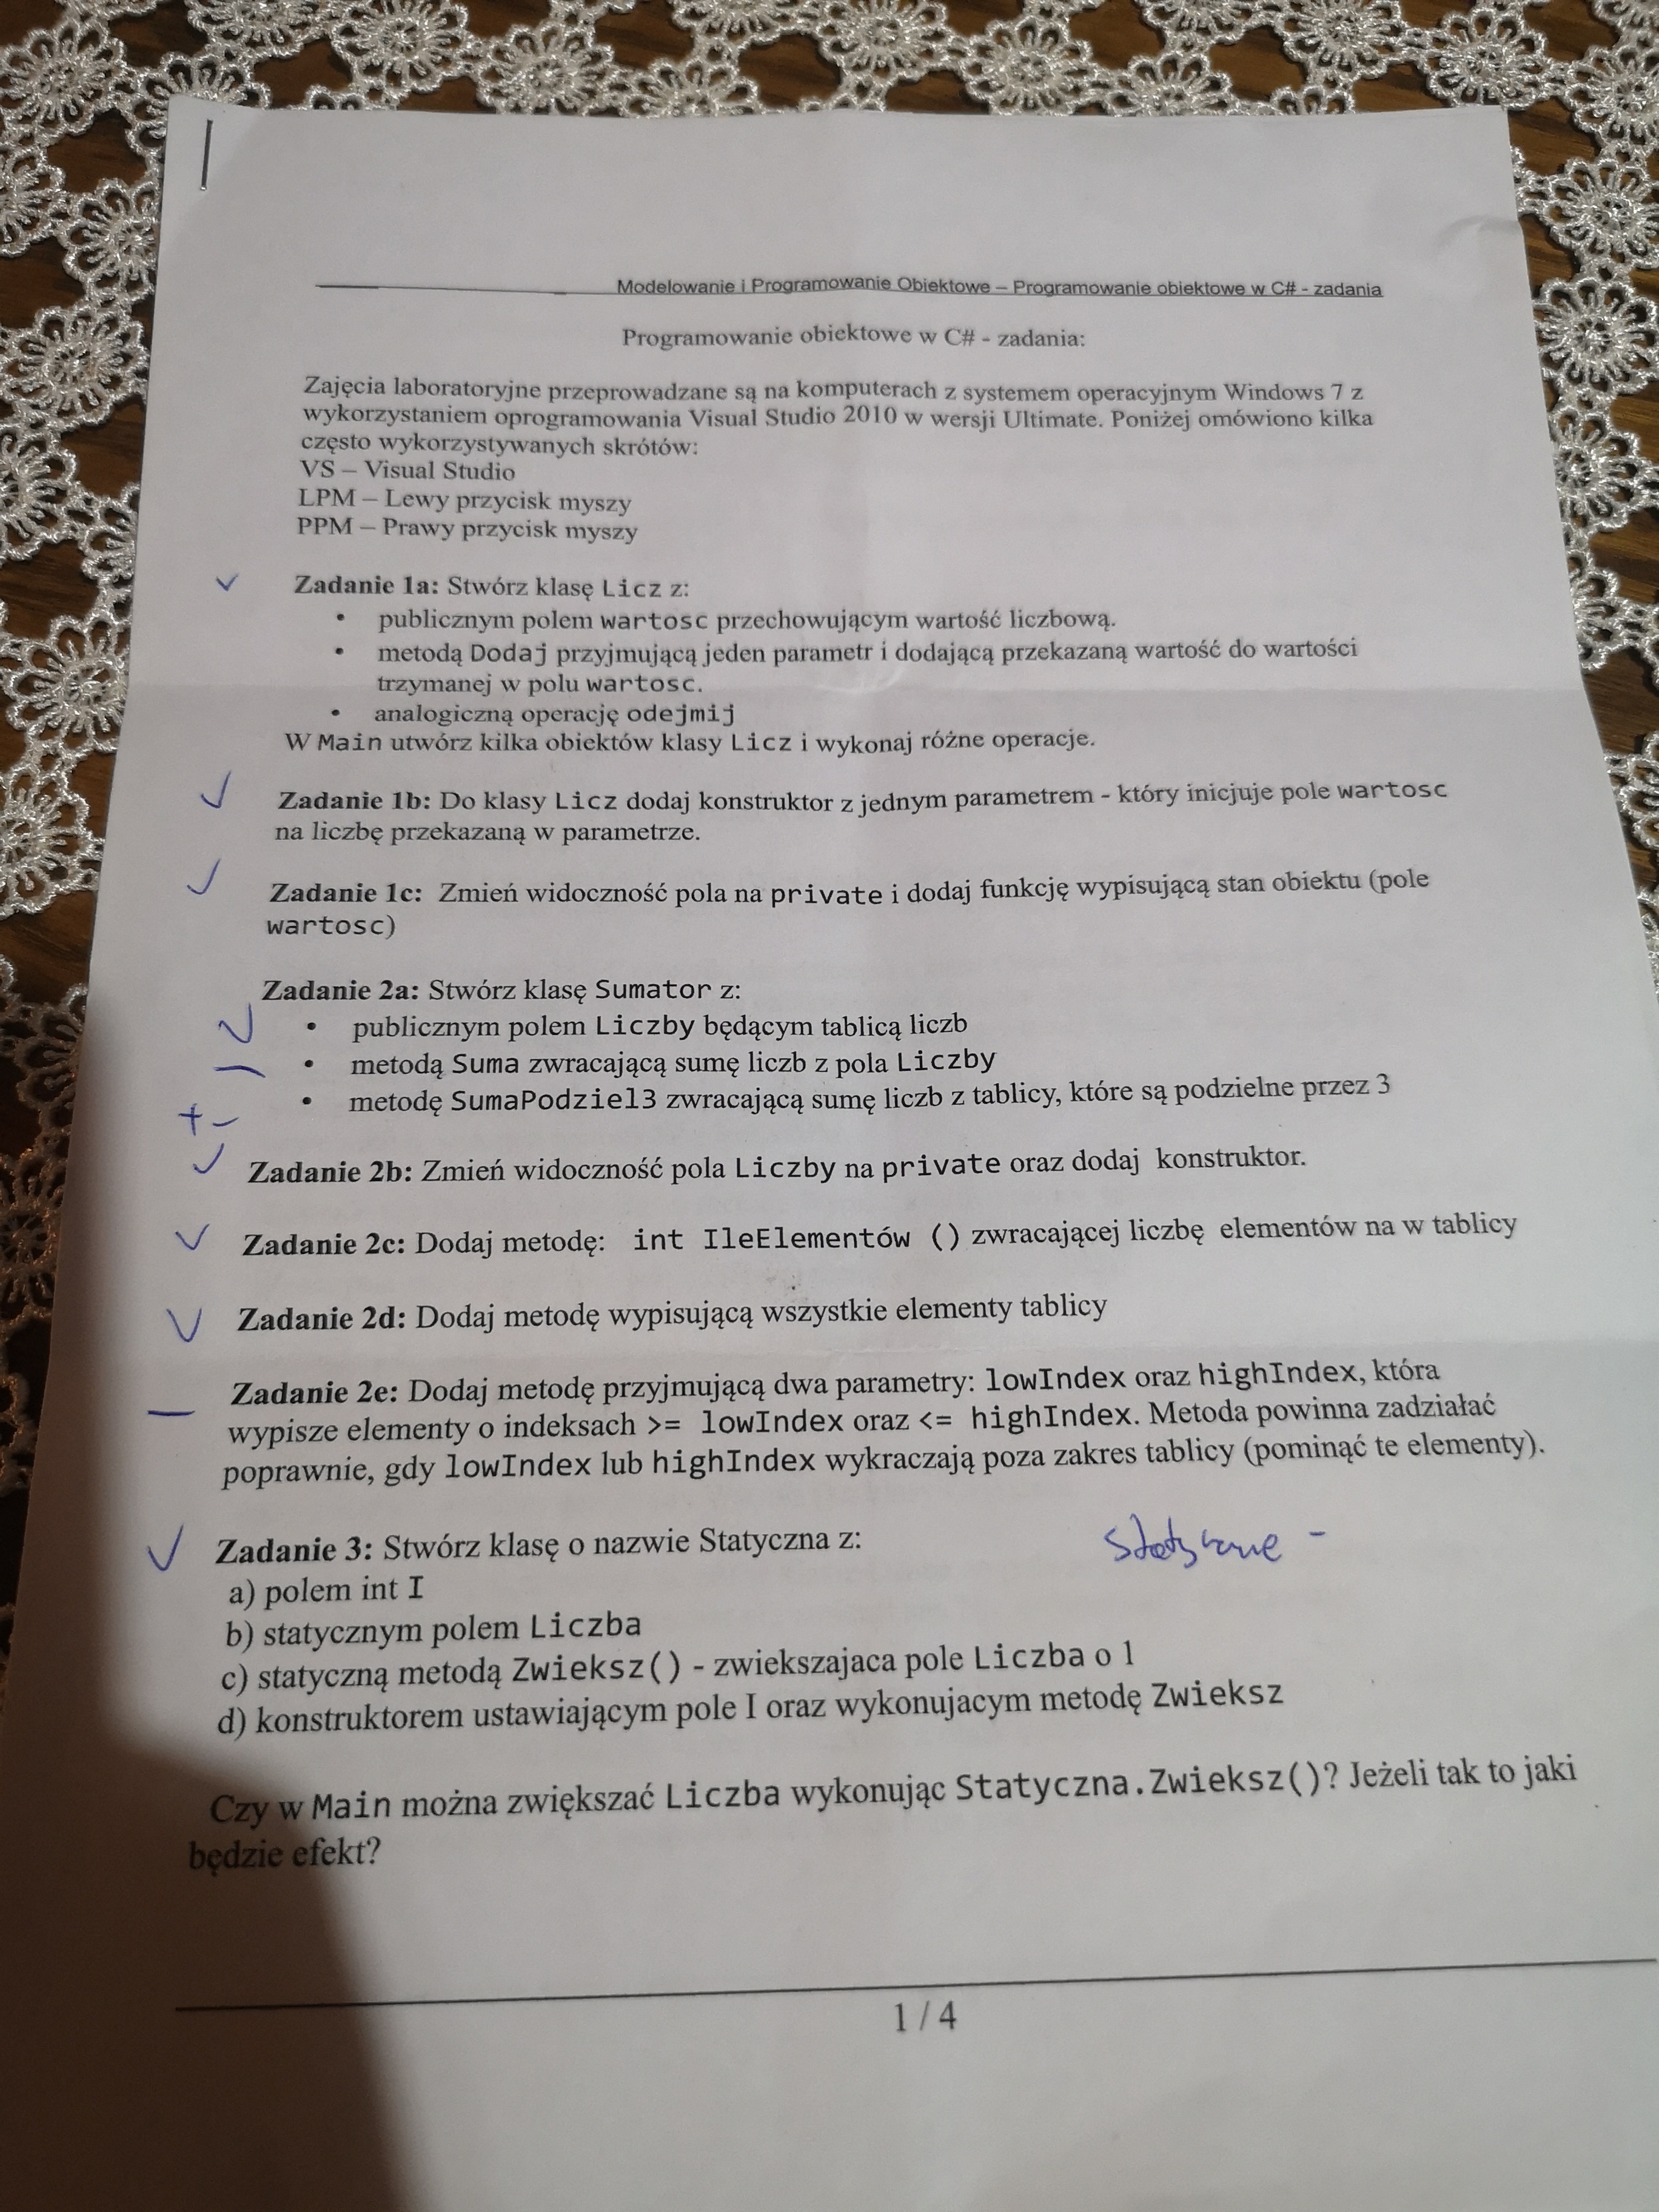 Modelowanie i Programowanie Obiektowe – Programowanie obiektowe w C# - zadania
Programowanie obiektowe w C# - zadania:
Zajęcia laboratoryjne przeprowadzane są na komputerach z systemem operacyjnym Windows 7 z
wykorzystaniem oprogramowania Visual Studio 2010 w wersji Ultimate. Poniżej omówiono kilka
często wykorzystywanych skrótów:
VS – Visual Studio
LPM – Lewy przycisk myszy
PPM – Prawy przycisk myszy
Zadanie 1a: Stwórz klasę Licz z:
• publicznym polem wartosc przechowującym wartość liczbową.
• metodą Dodaj przyjmującą jeden parametr i dodającą przekazaną wartość do wartości
trzymanej w polu wartosc.
• analogiczną operację odejmij
W Main utwórz kilka obiektów klasy Licz i wykonaj różne operacje.
Zadanie 1b: Do klasy Licz dodaj konstruktor z jednym parametrem - który inicjuje pole wartosc
na liczbę przekazaną w parametrze.
Zadanie 1c: Zmień widoczność pola na private i dodaj funkcję wypisującą stan obiektu (pole
wartosc)
Zadanie 2a: Stwórz klasę Sumator z:
• publicznym polem Liczby będącym tablicą liczb
• metodą Suma zwracającą sumę liczb z pola Liczby
+- • metodę SumaPodziel3 zwracającą sumę liczb z tablicy, które są podzielne przez 3
Zadanie 2b: Zmień widoczność pola Liczby na private oraz dodaj konstruktor.
Zadanie 2c: Dodaj metodę: int IleElementów () zwracającej liczbę elementów na w tablicy
Zadanie 2d: Dodaj metodę wypisującą wszystkie elementy tablicy
Zadanie 2e: Dodaj metodę przyjmującą dwa parametry: lowIndex oraz highIndex, która
wypisze elementy o indeksach >= lowIndex oraz <= highIndex. Metoda powinna zadziałać
poprawnie, gdy lowIndex lub highIndex wykraczają poza zakres tablicy (pominąć te elementy).
Zadanie 3: Stwórz klasę o nazwie Statyczna z:
a) polem int I
b) statycznym polem Liczba
c) statyczną metodą Zwieksz() - zwiekszajaca pole Liczba o 1
d) konstruktorem ustawiającym pole I oraz wykonujacym metodę Zwieksz
Czy w Main można zwiększać Liczba wykonując Statyczna.Zwieksz()? Jeżeli tak to jaki
będzie efekt?
1 / 4